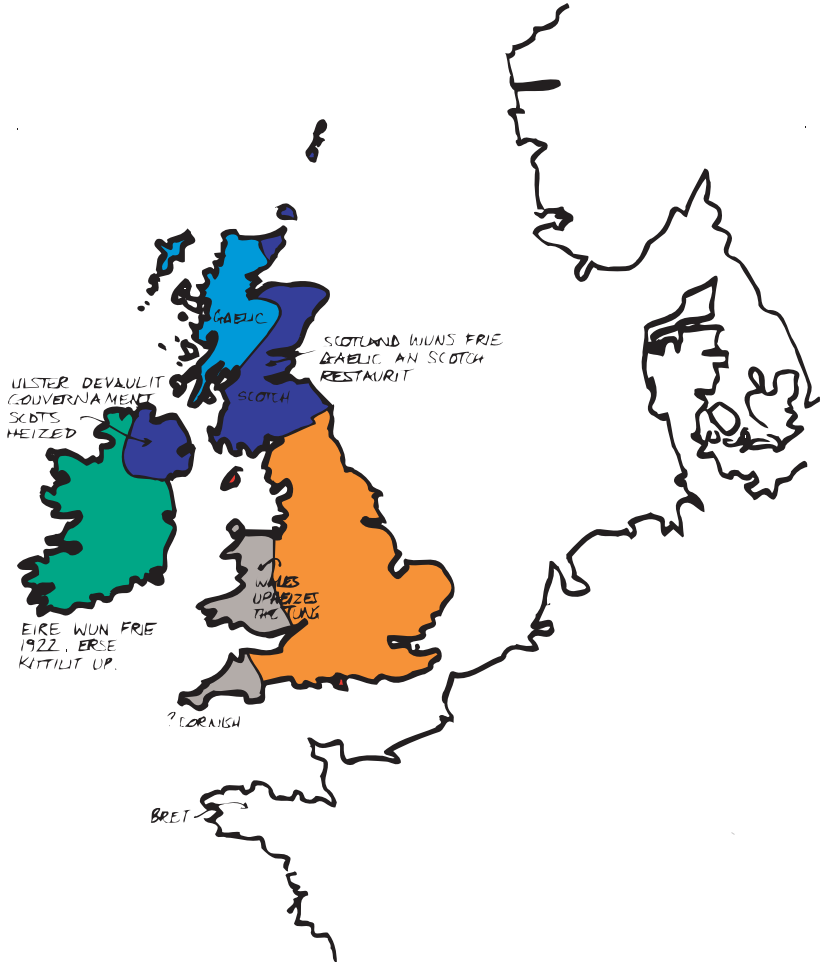 GAELIC
SCOTLAND WUNS FRIE
GAELIC AN SCOTCH
RESTAURIT
SCOTCH
ULSTER DEVAULIT
GOUVERNAMENT
SCOTS
HEIZED
WALES
UPHEIZES
THE TUNG
EIRE WUN FRIE
1922. ERSE
KITTILIT UP.
? CORNISH
BRET